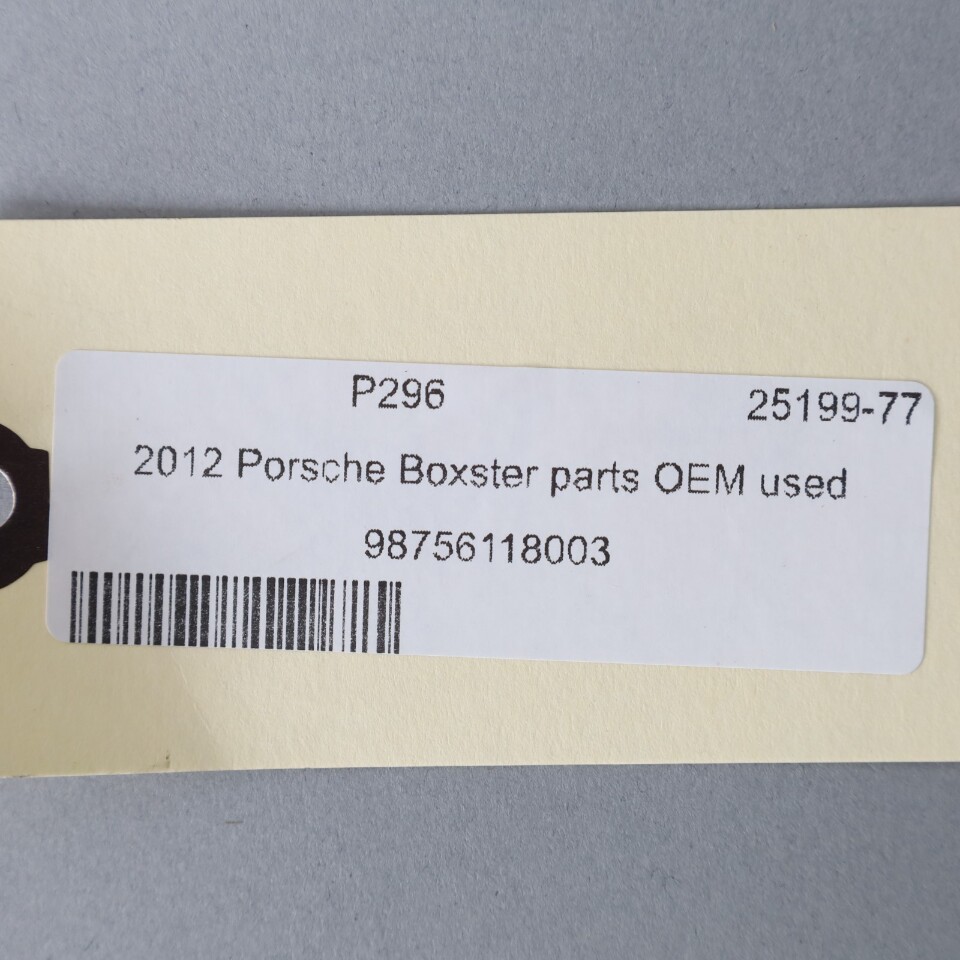 P296 25199-77
2012 Porsche Boxster parts OEM used
98756118003